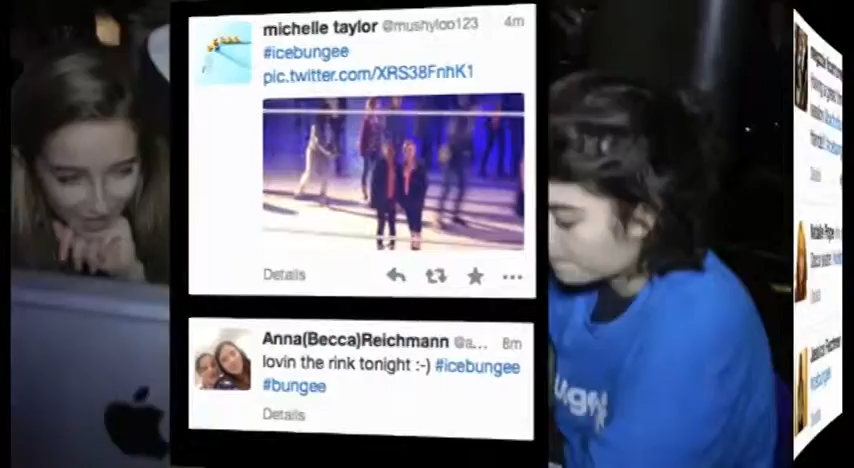 michelle taylor @mushyloo123 4m
#icebungee
pic.twitter.com/XRS38FnhK1
Details
Anna(Becca)Reichmann @a... 8m
lovin the rink tonight :-) #icebungee
#bungee
Details